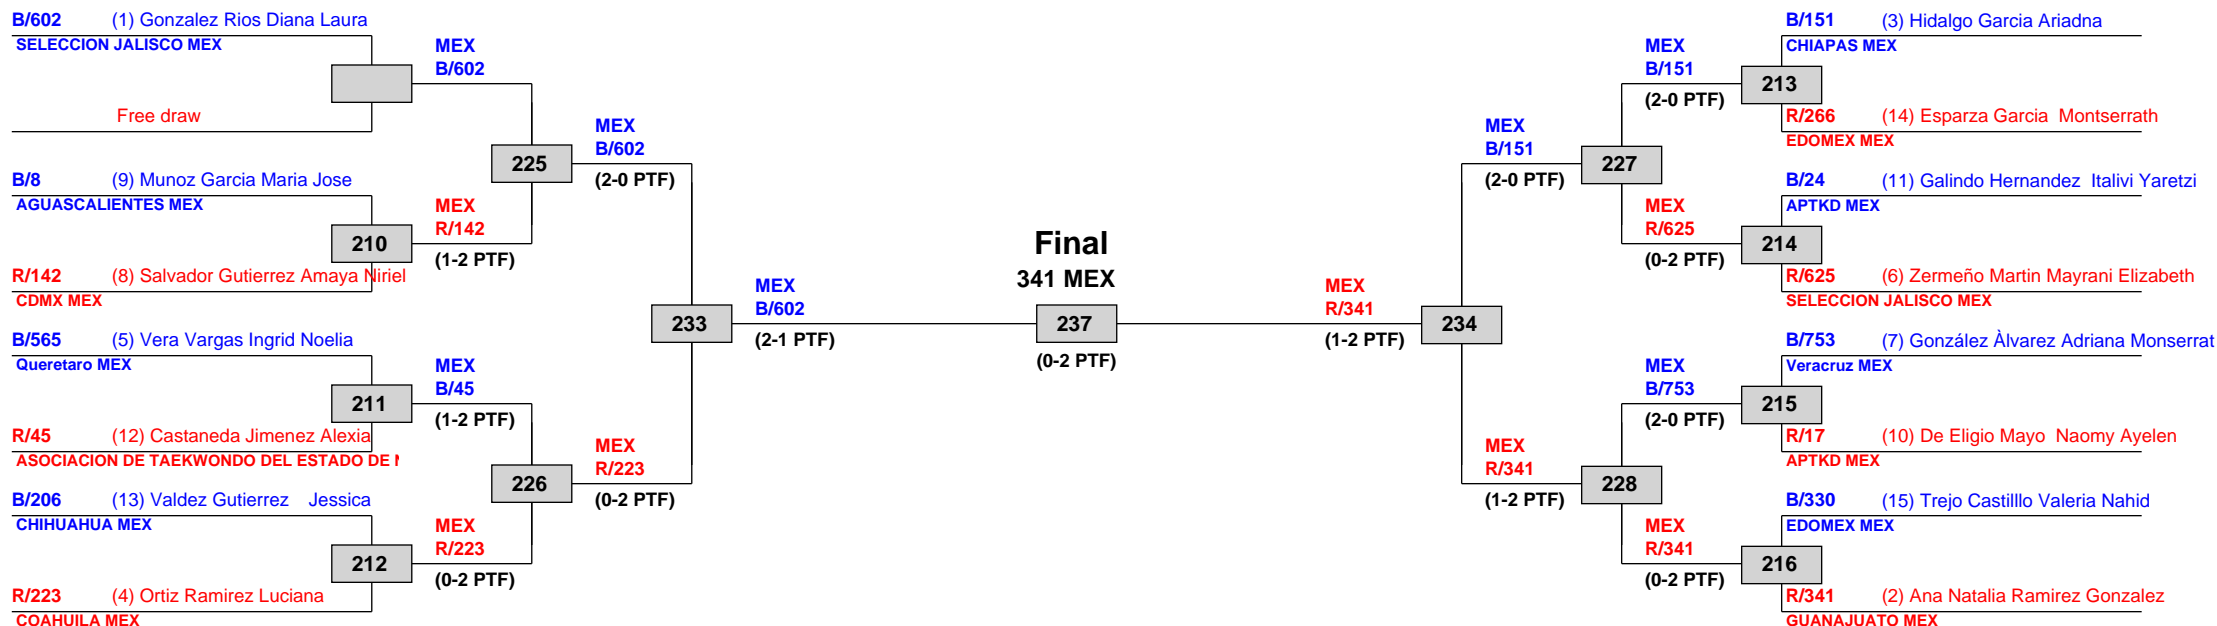 B/602 (1) Gonzalez Rios Diana Laura
SELECCION JALISCO MEX
Free draw
B/8 (9) Munoz Garcia Maria Jose
AGUASCALIENTES MEX
210
R/142 (8) Salvador Gutierrez Amaya Niriel
CDMX MEX
B/565 (5) Vera Vargas Ingrid Noelia
Queretaro MEX
211
R/45 (12) Castaneda Jimenez Alexia
ASOCIACION DE TAEKWONDO DEL ESTADO DE
B/206 (13) Valdez Gutierrez Jessica
CHIHUAHUA MEX
212
R/223 (4) Ortiz Ramirez Luciana
COAHUILA MEX
MEX
B/602
225
MEX
R/142
(1-2 PTF)
MEX
B/45
(1-2 PTF)
226
MEX
R/223
(0-2 PTF)
MEX
B/602
(2-0 PTF)
233
MEX
R/223
(0-2 PTF)
MEX
B/602
(2-1 PTF)
Final
341 MEX
237
(0-2 PTF)
MEX
R/341
(1-2 PTF)
234
MEX
B/151
(2-0 PTF)
MEX
R/341
(1-2 PTF)
227
228
MEX
B/151
(2-0 PTF)
MEX
R/625
(0-2 PTF)
MEX
B/753
(2-0 PTF)
MEX
R/341
(0-2 PTF)
B/151 (3) Hidalgo Garcia Ariadna
CHIAPAS MEX
213
R/266 (14) Esparza Garcia Montserrath
EDOMEX MEX
B/24 (11) Galindo Hernandez Italivi Yaretzi
APTKD MEX
214
R/625 (6) Zermeño Martin Mayrani Elizabeth
SELECCION JALISCO MEX
B/753 (7) González Àlvarez Adriana Monserrat
Veracruz MEX
215
R/17 (10) De Eligio Mayo Naomy Ayelen
APTKD MEX
B/330 (15) Trejo Castilllo Valeria Nahid
EDOMEX MEX
216
R/341 (2) Ana Natalia Ramirez Gonzalez
GUANAJUATO MEX